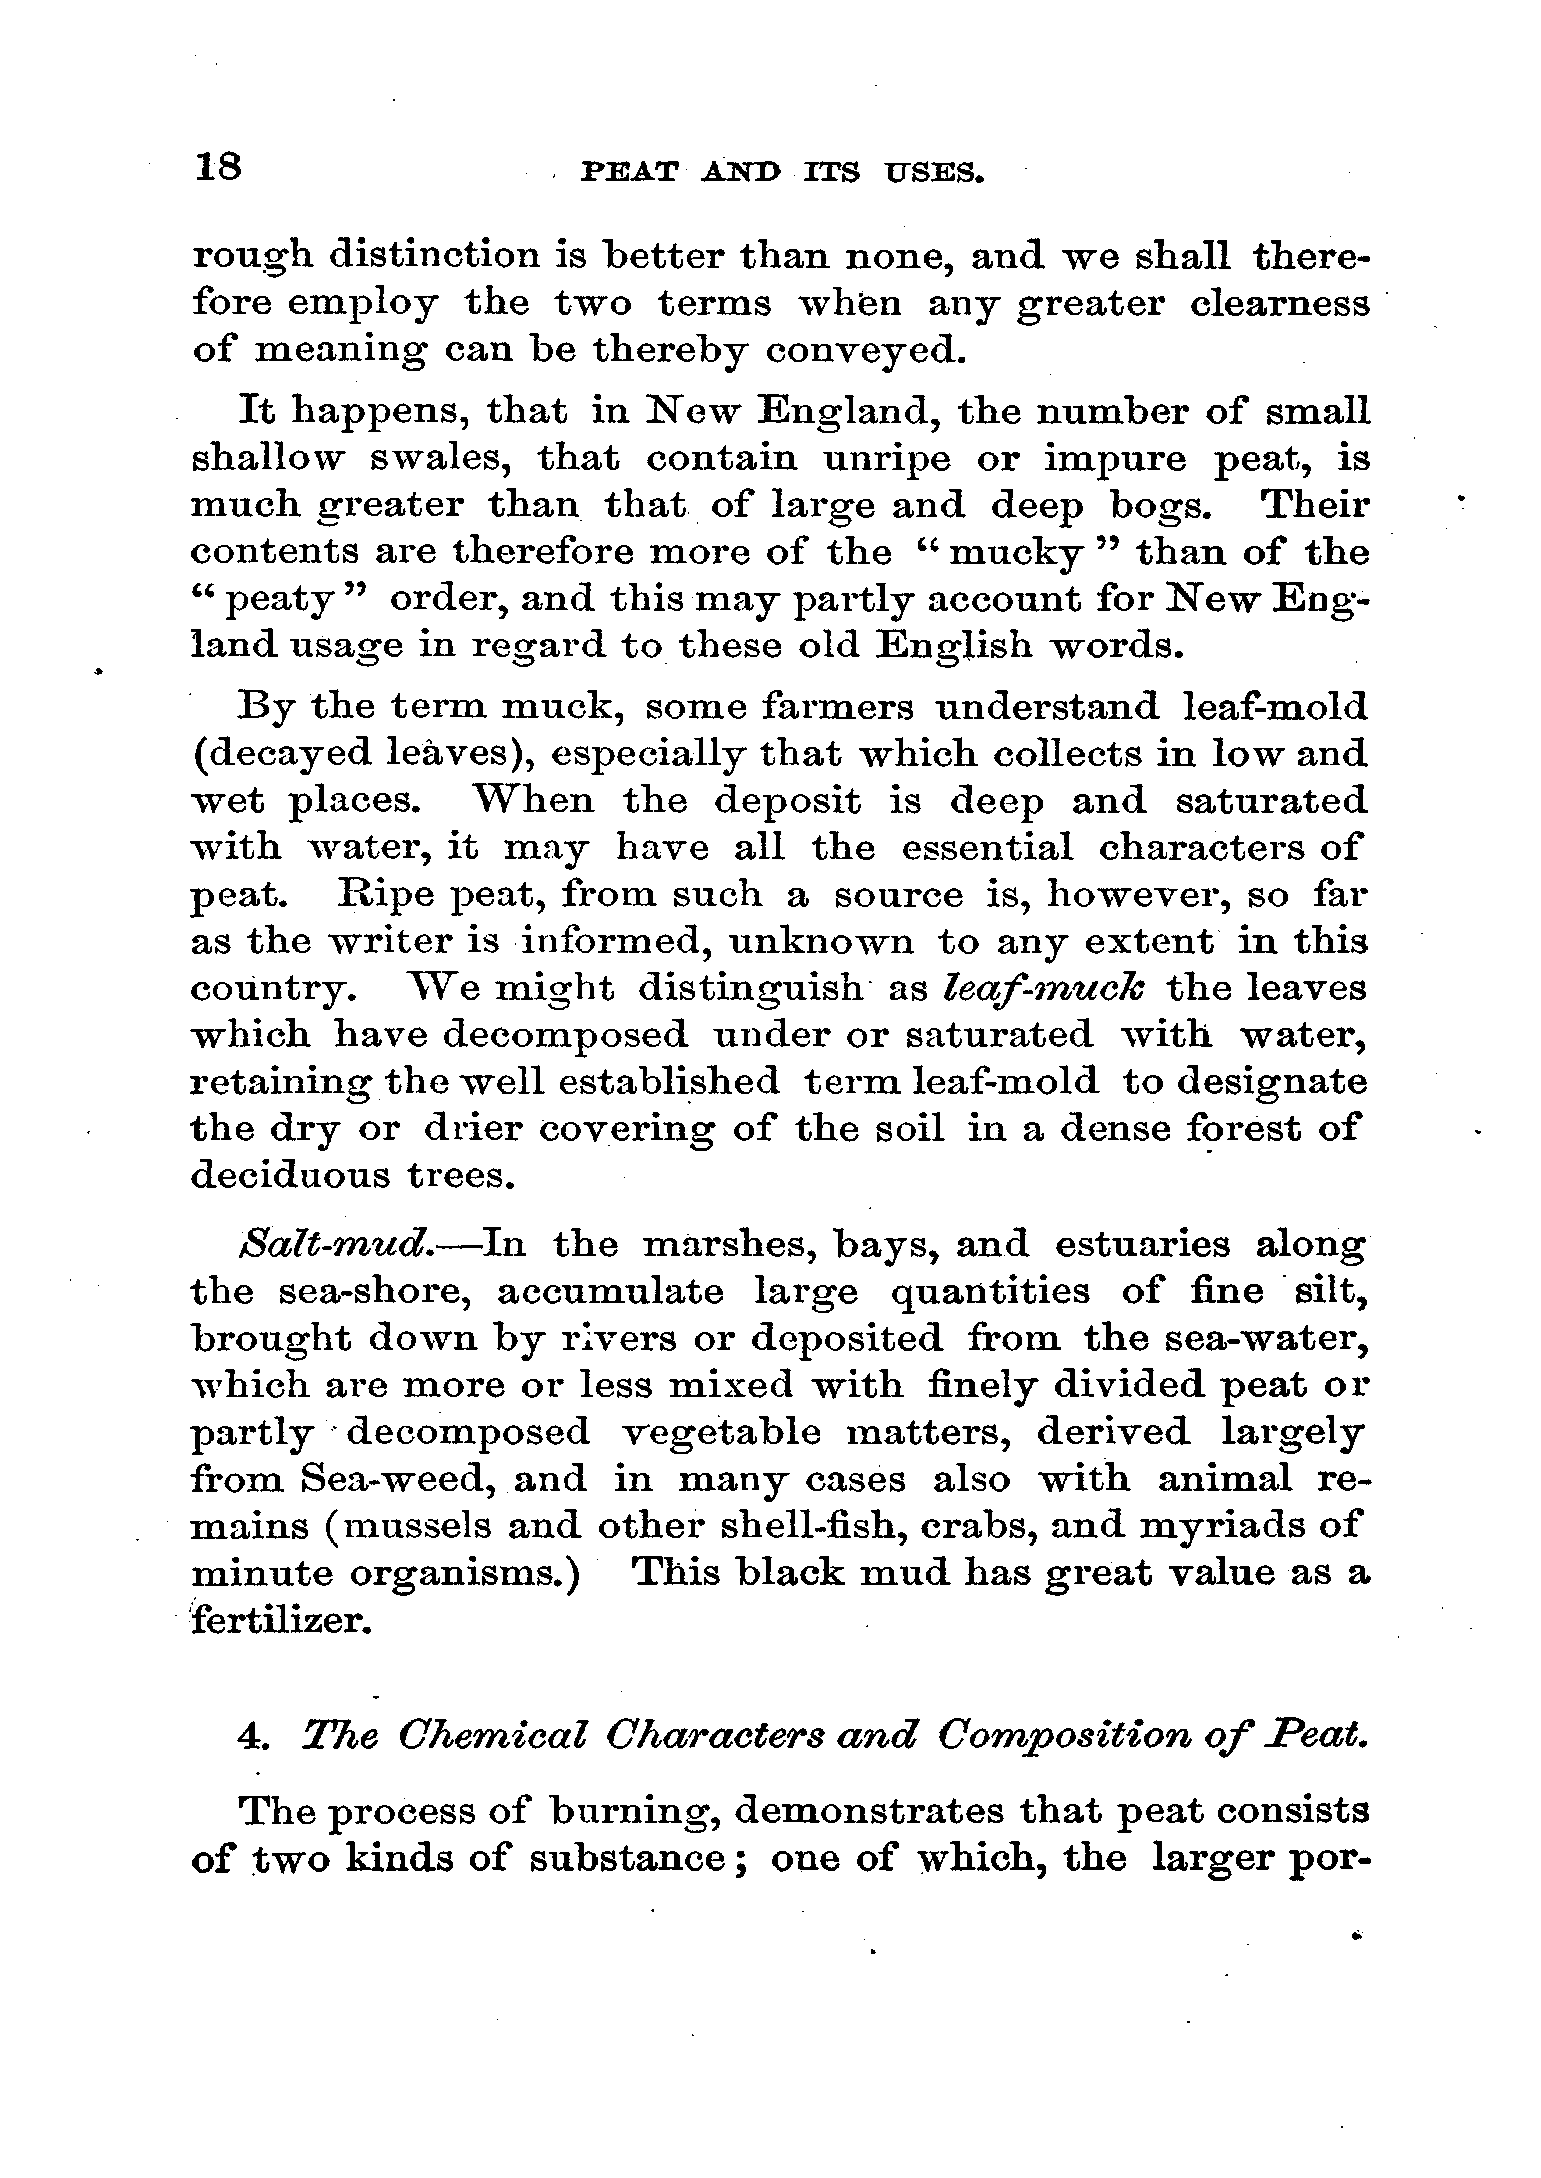 18 PEAT AND ITS USES.
rough distinction is better than none, and we shall there-
fore employ the two terms when any greater clearness
of meaning can be thereby conveyed.
It happens, that in New England, the number of small
shallow swales, that contain unripe or impure peat, is
much greater than that of large and deep bogs. Their
contents are therefore more of the “ mucky ” than of the
“ peaty ” order, and this may partly account for New Eng-
land usage in regard to these old English words.
By the term muck, some farmers understand leaf-mold
(decayed leaves), especially that which collects in low and
wet places. When the deposit is deep and saturated
with water, it may have all the essential characters of
peat. Ripe peat, from such a source is, however, so far
as the writer is informed, unknown to any extent in this
country. We might distinguish as leaf-muck the leaves
which have decomposed under or saturated with water,
retaining the well established term leaf-mold to designate
the dry or drier covering of the soil in a dense forest of
deciduous trees.
Salt-mud.—In the marshes, bays, and estuaries along
the sea-shore, accumulate large quantities of fine silt,
brought down by rivers or deposited from the sea-water,
which are more or less mixed with finely divided peat or
partly decomposed vegetable matters, derived largely
from Sea-weed, and in many cases also with animal re-
mains (mussels and other shell-fish, crabs, and myriads of
minute organisms.) This black mud has great value as a
fertilizer.
4. The Chemical Characters and Composition of Peat.
The process of burning, demonstrates that peat consists
of two kinds of substance ; one of which, the larger por-